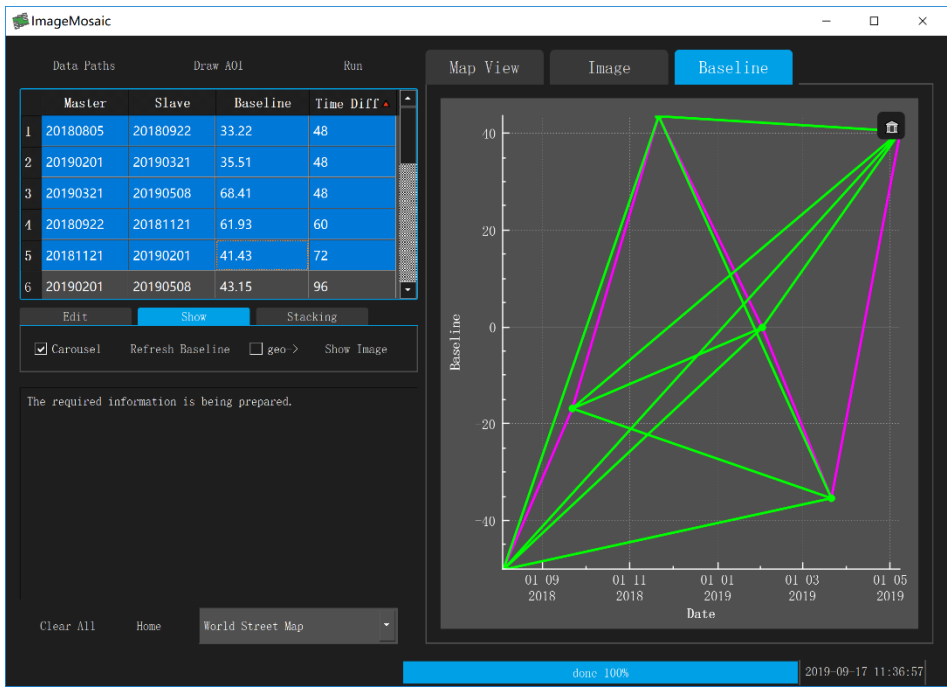 ImageMosaic
Data Paths Draw AOI Run
Map View Image Baseline
Master Slave Baseline Time Diff
1 20180805 20180922 33.22 48
2 20190201 20190321 35.51 48
3 20190321 20190508 68.41 48
4 20180922 20181121 61.93 60
5 20181121 20190201 41.43 72
6 20190201 20190508 43.15 96
Edit Show Stacking
Carousel Refresh Baseline geo-> Show Image
The required information is being prepared.
Clear All Home World Street Map
40
20
0
-20
-40
Baseline
01 09 01 11 01 01 01 03 01 05
2018 2018 2019 2019 2019
Date
done 100% 2019-09-17 11:36:57